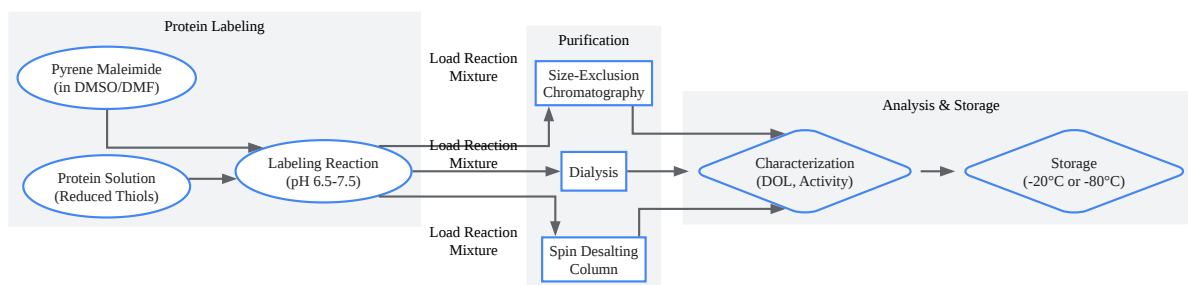 Protein Labeling
Pyrene Maleimide
(in DMSO/DMF)
Protein Solution
(Reduced Thiols)
Labeling Reaction
(pH 6.5-7.5)
Load Reaction
Mixture
Load Reaction
Mixture
Load Reaction
Mixture
Purification
Size-Exclusion
Chromatography
Dialysis
Spin Desalting
Column
Analysis & Storage
Characterization
(DOL, Activity)
Storage
(-20°C or -80°C)